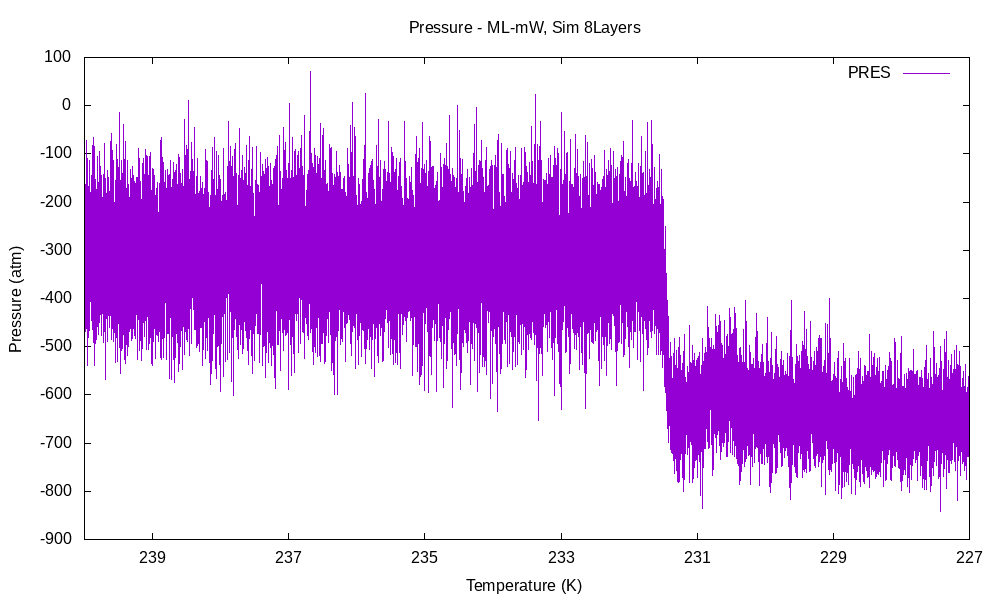 Pressure - ML-mW, Sim 8Layers
PRES
100
0
-100
-200
-300
-400
-500
-600
-700
-800
-900
Pressure (atm)
239 237 235 233 231 229 227
Temperature (K)